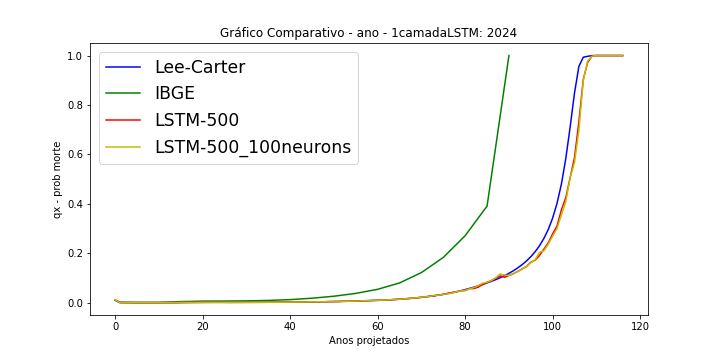 Gráfico Comparativo - ano - 1camadaLSTM: 2024
Lee-Carter
IBGE
LSTM-500
LSTM-500_100neurons
qx - prob morte
1.0
0.8
0.6
0.4
0.2
0.0
0 20 40 60 80 100 120
Anos projetados